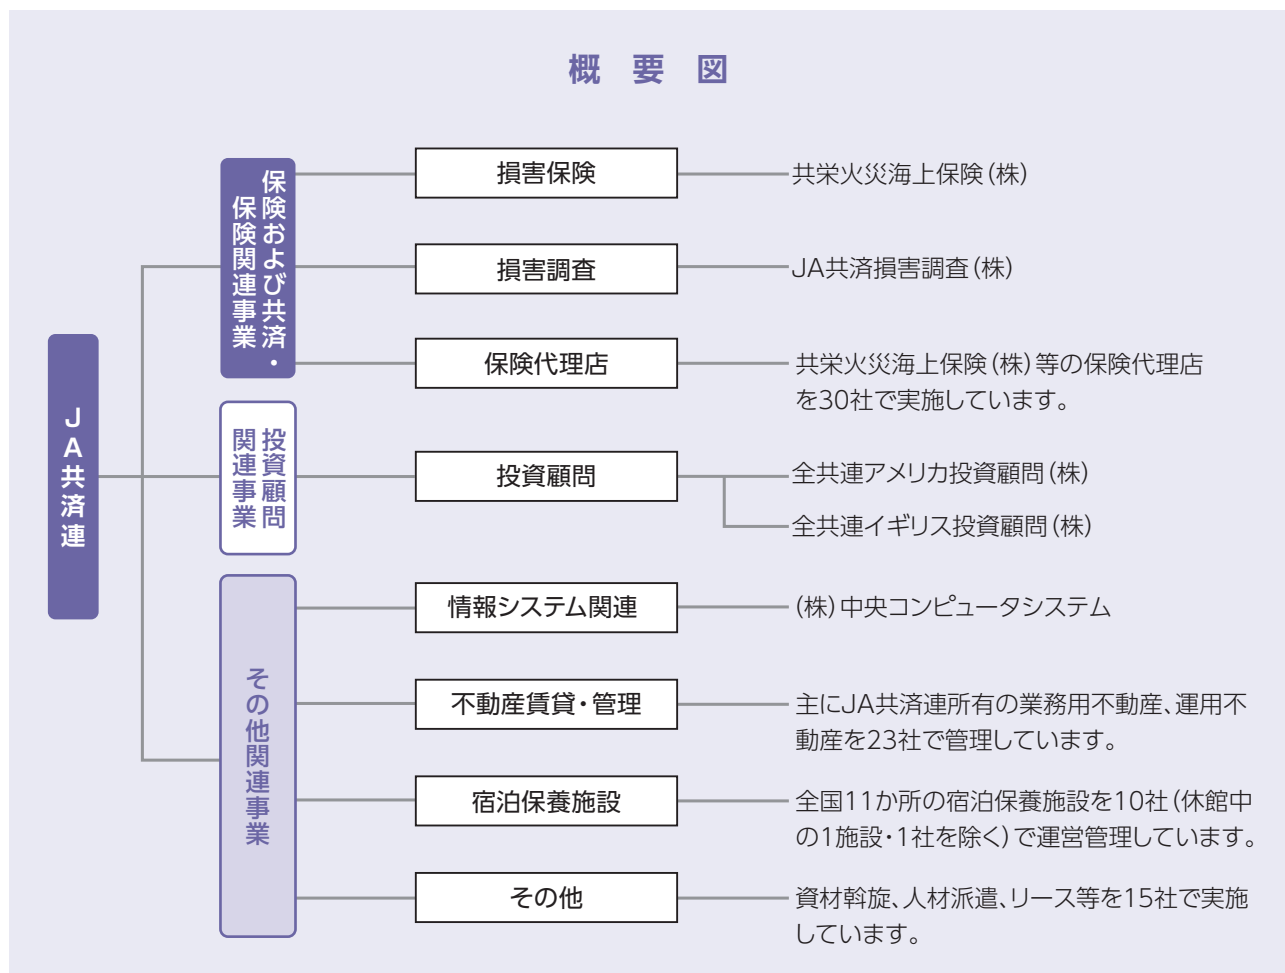 概要図
JA共済連
保険および共済・
保険関連事業
損害保険
共栄火災海上保険(株)
損害調査
JA共済損害調査(株)
保険代理店
共栄火災海上保険(株)等の保険代理店
を30社で実施しています。
投資顧問
関連事業
投資顧問
全共連アメリカ投資顧問(株)
全共連イギリス投資顧問(株)
その他関連事業
情報システム関連
(株)中央コンピュータシステム
不動産賃貸・管理
主にJA共済連所有の業務用不動産、運用不
動産を23社で管理しています。
宿泊保養施設
全国11か所の宿泊保養施設を10社(休館中
の1施設・1社を除く)で運営管理しています。
その他
資材斡旋、人材派遣、リース等を15社で実施
しています。